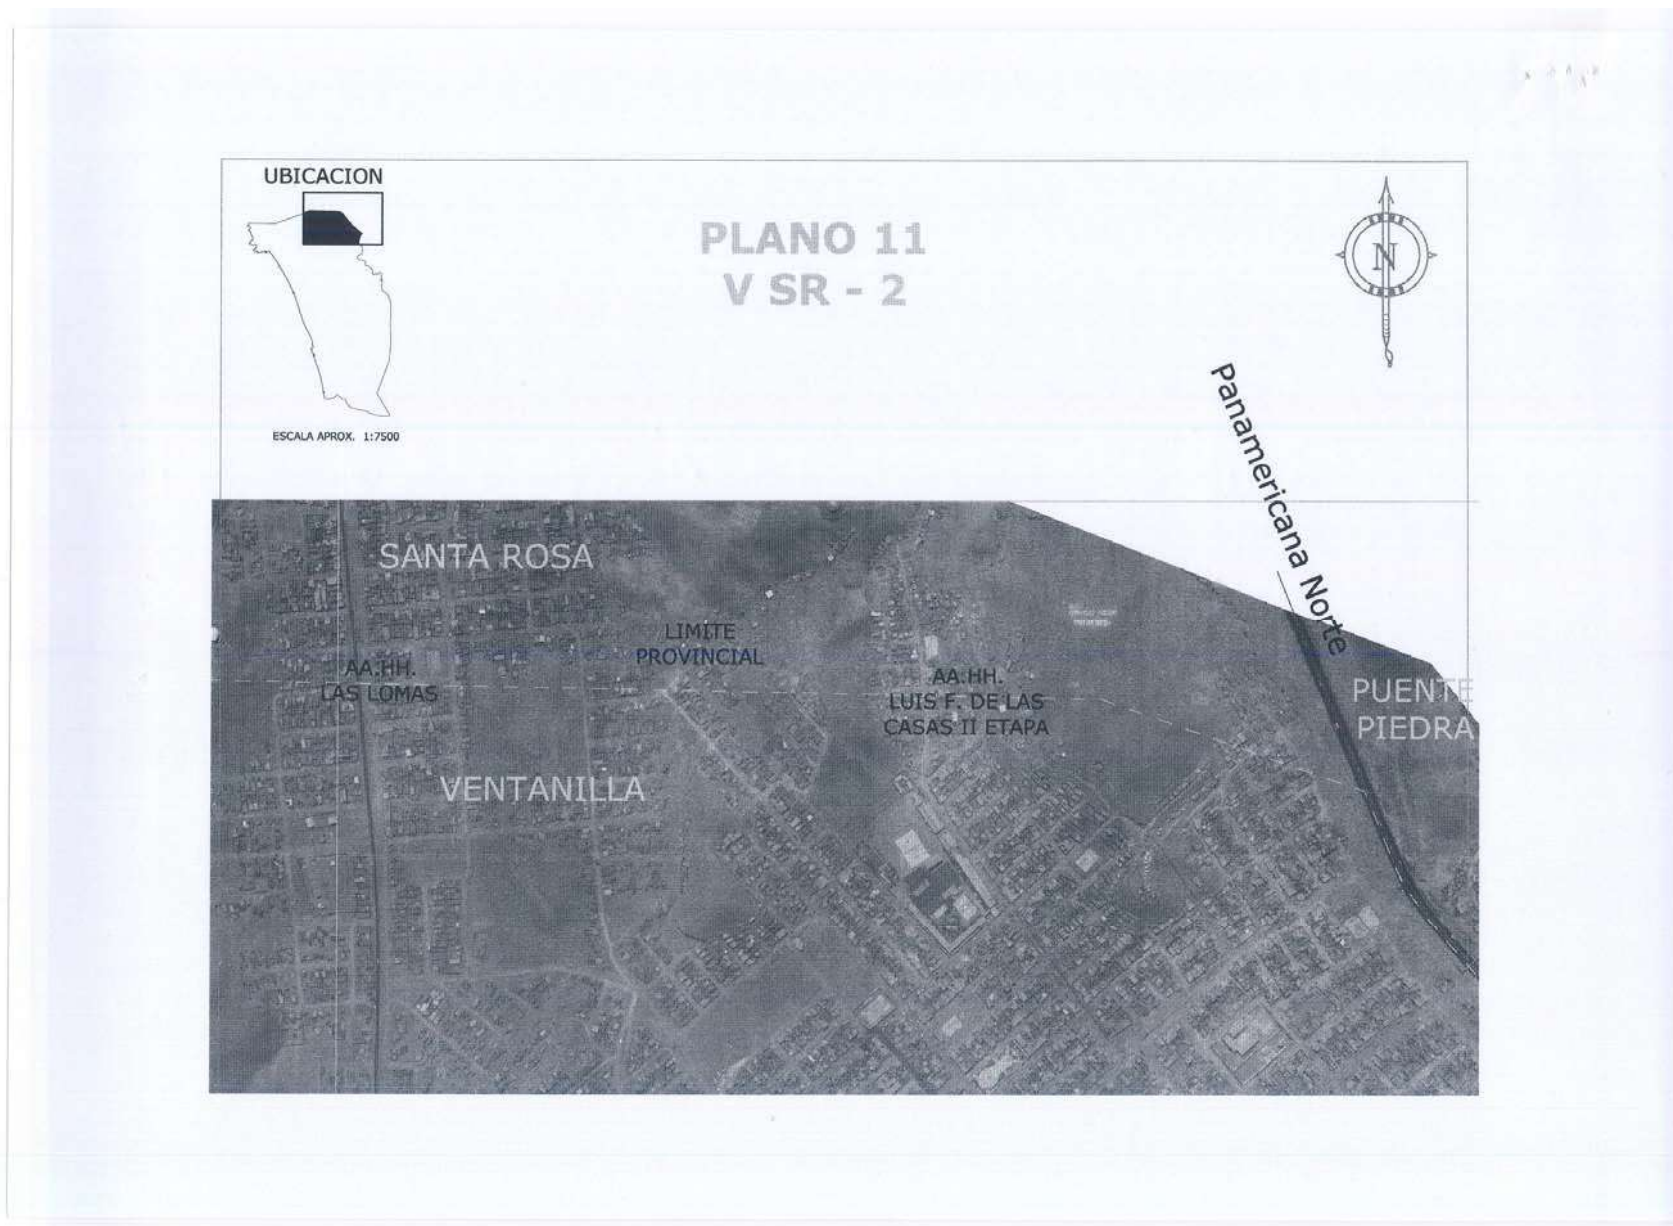 UBICACION
PLANO 11
V SR - 2
N
ESCALA APROX. 1:7500
Panamericana Norte
SANTA ROSA
LIMITE
PROVINCIAL
AA.HH.
LAS LOMAS
AA.HH.
LUIS F. DE LAS
CASAS II ETAPA
PUENTE
PIEDRA
VENTANILLA